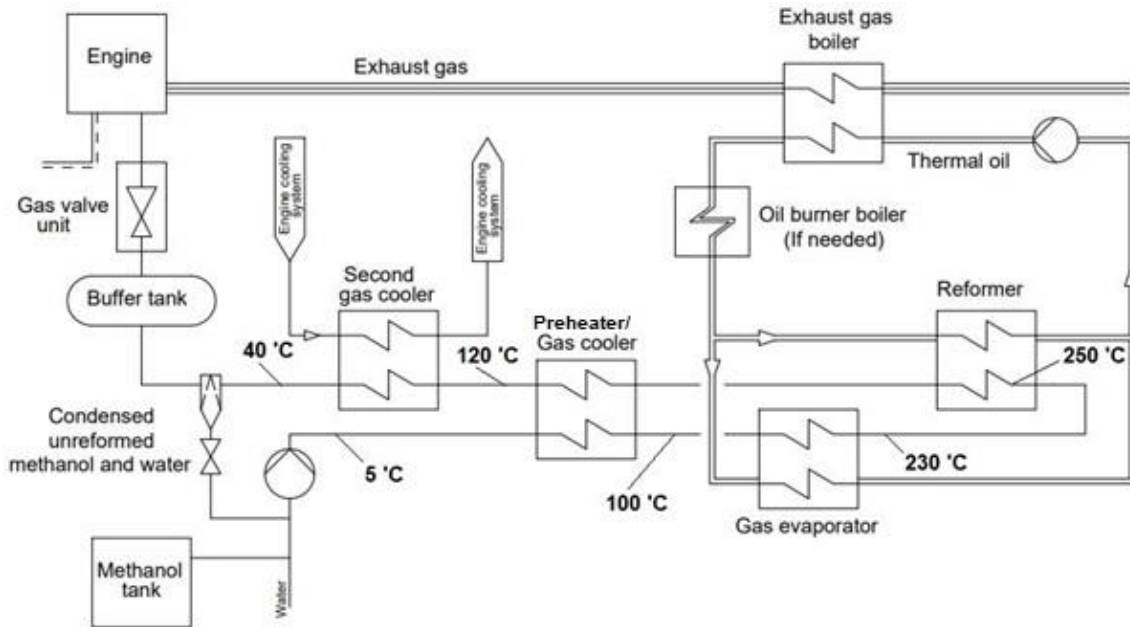 Engine
Exhaust gas
Exhaust gas
boiler
Thermal oil
Gas valve
unit
Engine cooling
system
Engine cooling
system
Oil burner boiler
(If needed)
Buffer tank
Second
gas cooler
Preheater/
Gas cooler
Reformer
40 'C
120 'C
250 'C
Condensed
unreformed
methanol and water
5 'C
100 'C
230 'C
Gas evaporator
Methanol
tank
Water